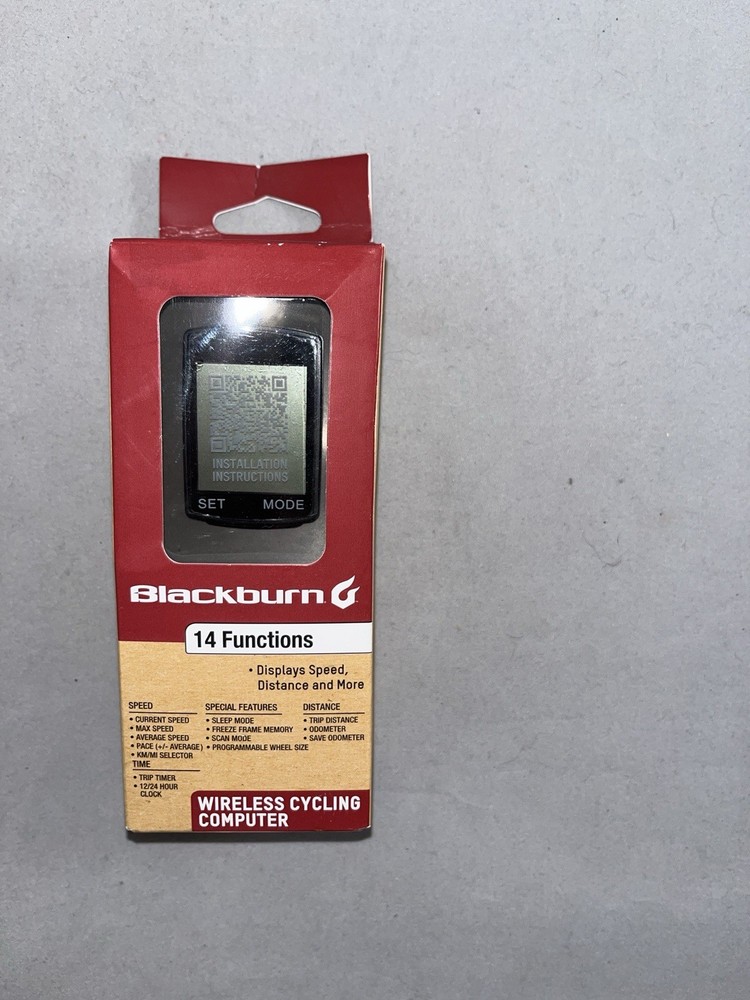 INSTALLATION
INSTRUCTIONS
SET MODE
Blackburn
14 Functions
• Displays Speed,
Distance and More
SPEED
• CURRENT SPEED
• MAX SPEED
• AVERAGE SPEED
• PACE (+/- AVERAGE)
• KM/MI SELECTOR
TIME
• TRIP TIMER
• 12/24 HOUR
CLOCK
SPECIAL FEATURES
• SLEEP MODE
• FREEZE FRAME MEMORY
• SCAN MODE
• PROGRAMMABLE WHEEL SIZE
DISTANCE
• TRIP DISTANCE
• ODOMETER
• SAVE ODOMETER
WIRELESS CYCLING
COMPUTER